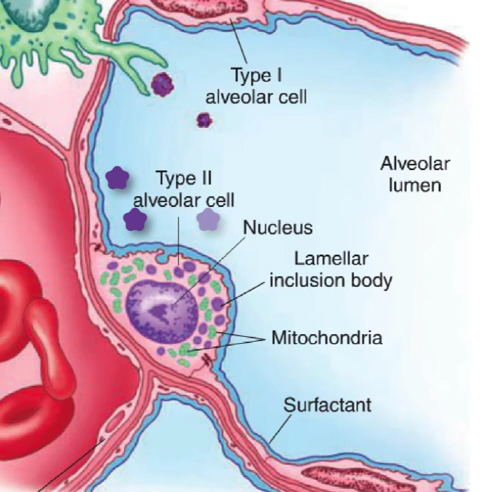 Type I
alveolar cell
Alveolar
lumen
Type II
alveolar cell
Nucleus
Lamellar
inclusion body
Mitochondria
Surfactant